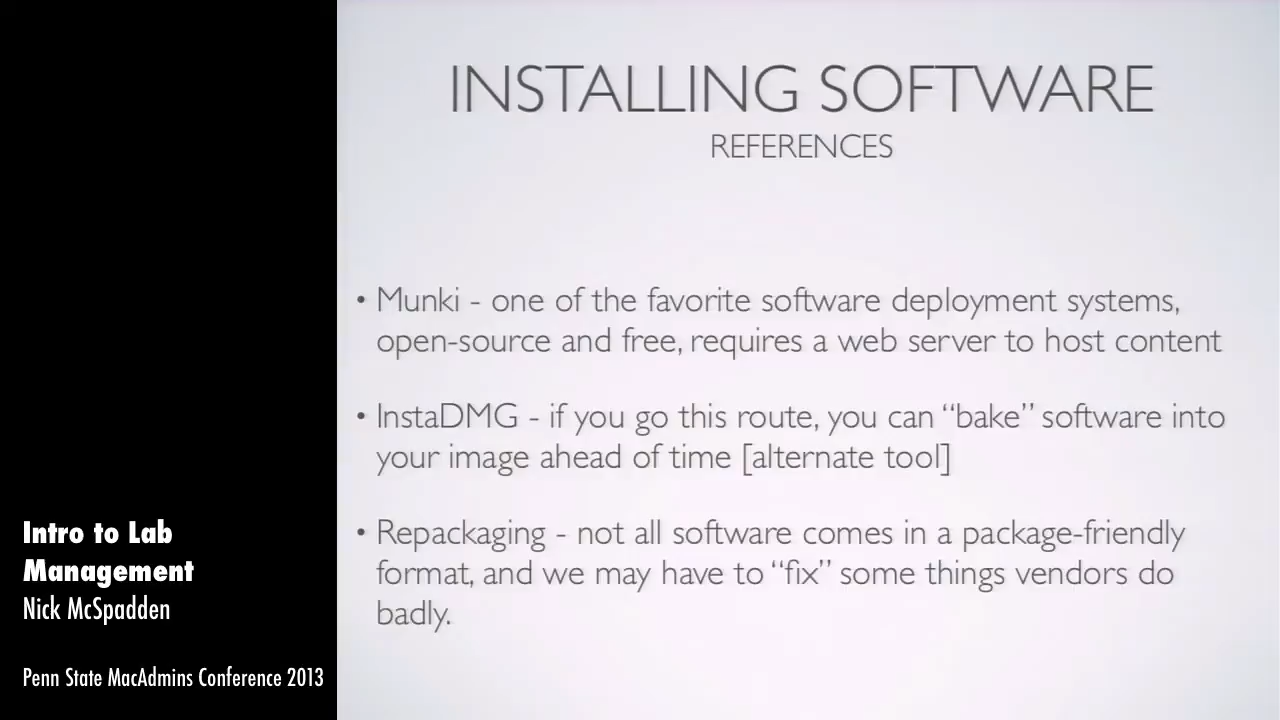 INSTALLING SOFTWARE
REFERENCES
• Munki - one of the favorite software deployment systems,
open-source and free, requires a web server to host content
• InstaDMG - if you go this route, you can “bake” software into
your image ahead of time [alternate tool]
• Repackaging - not all software comes in a package-friendly
format, and we may have to “fix” some things vendors do
badly.
Intro to Lab
Management
Nick McSpadden
Penn State MacAdmins Conference 2013